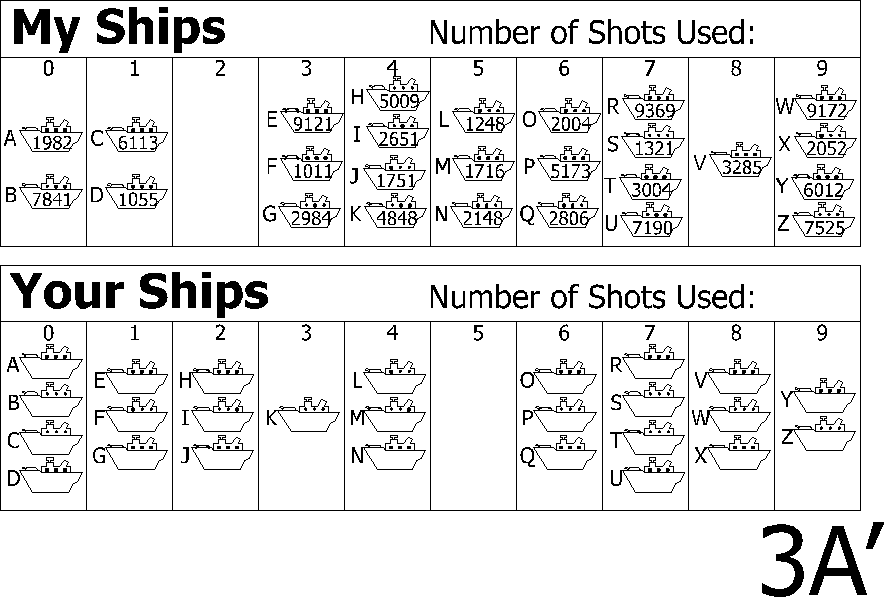 My Ships Number of Shots Used:
0 1 2 3 4 5 6 7 8 9
H 5009
R 9369 W 9172
E 9121 L 1248 O 2004
A 1982 C 6113 I 2651 S 1321 X 2052
F 1011 M 1716 P 5173 V 3285
J 1751 T 3004 Y 6012
B 7841 D 1055
G 2984 K 4848 N 2148 Q 2806 U 7190 Z 7525
Your Ships Number of Shots Used:
0 1 2 3 4 5 6 7 8 9
A R
E H L O V
B S Y
F I K M P W
C T Z
G J N Q X
D U
3A′